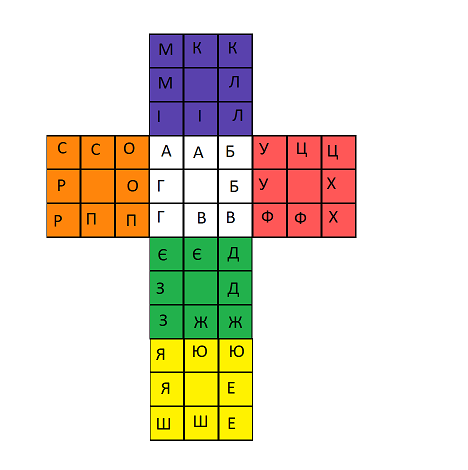 М К К
М Л
І І Л
С С О А А Б У Ц Ц
Р О Г Б У Х
Р П П Г В В Ф Ф Х
Є Є Д
З Д
З Ж Ж
Я Ю Ю
Я Е
Ш Ш Е